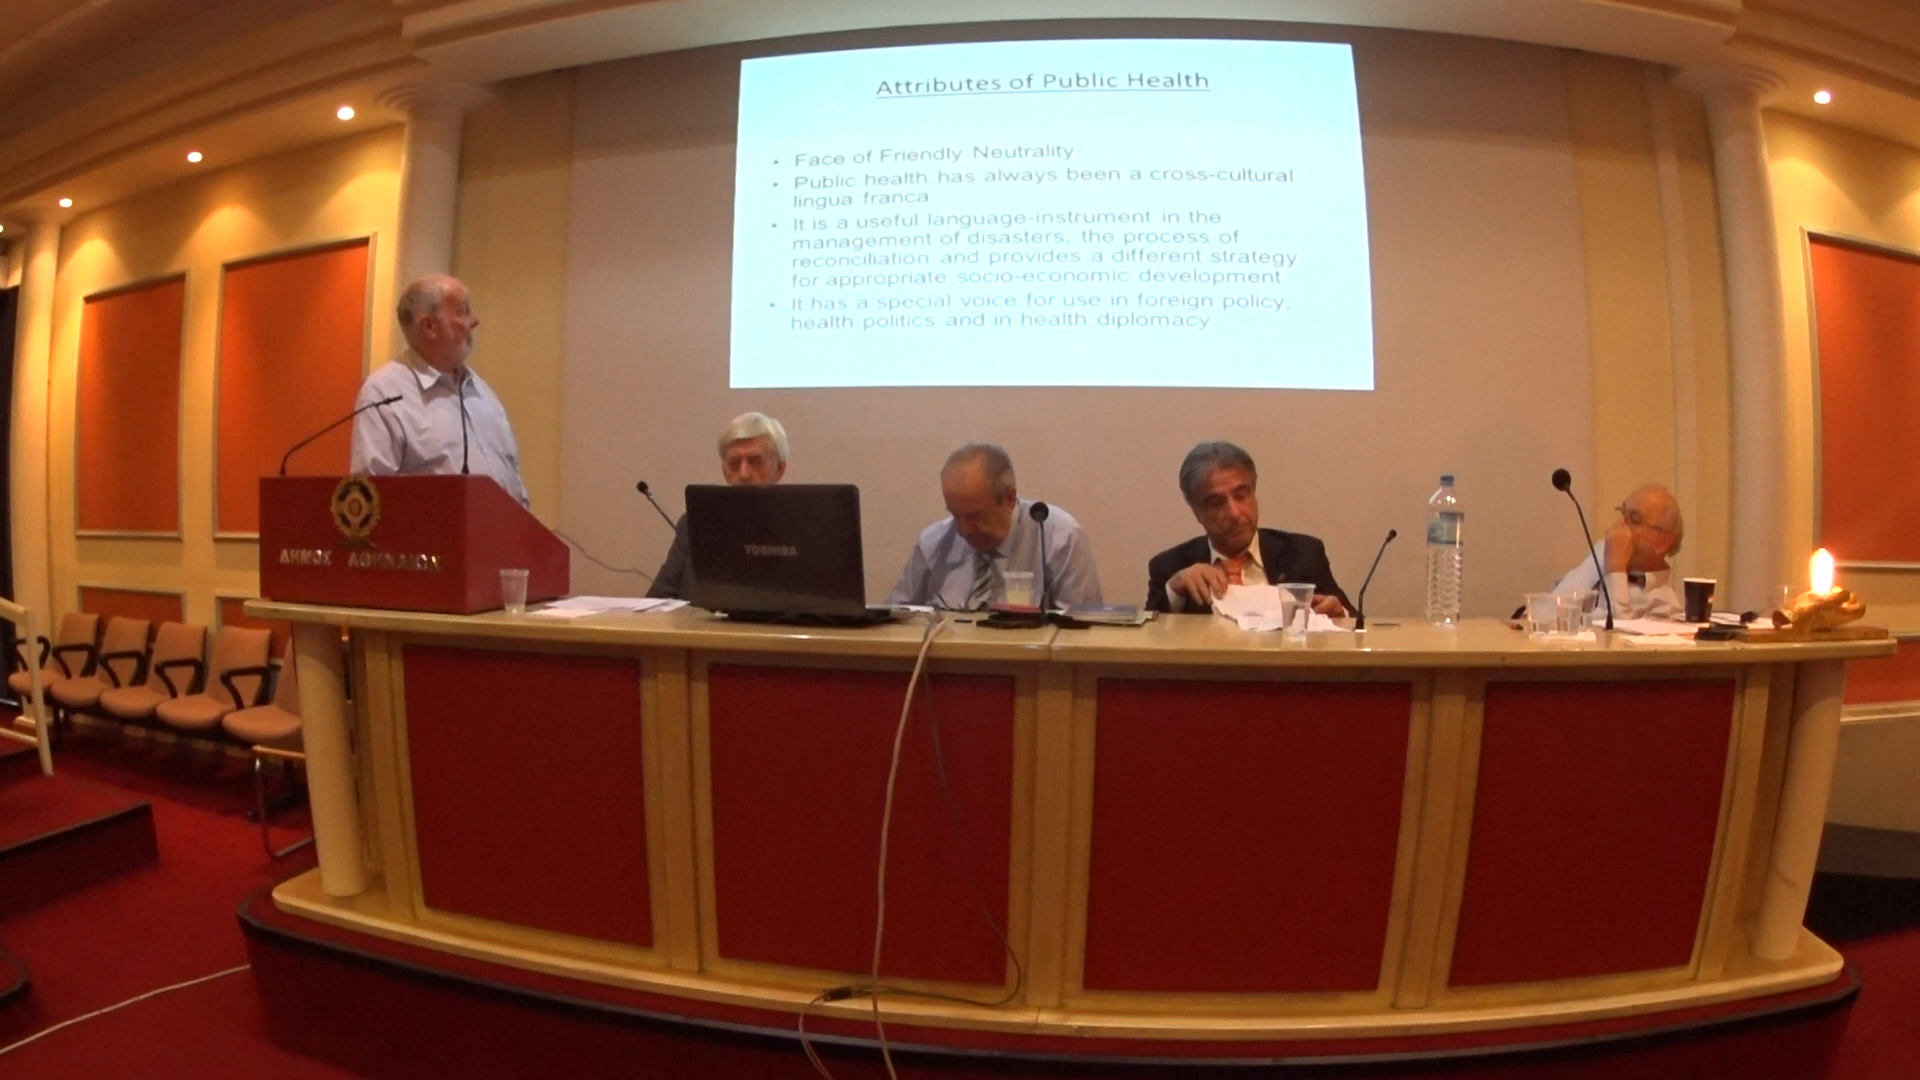 Attributes of Public Health
• Face of Friendly Neutrality
• Public health has always been a cross-cultural
lingua franca
• It is a useful language-instrument in the
management of disasters, the process of
reconciliation and provides a different strategy
for appropriate socio-economic development
• It has a special voice for use in foreign policy,
health politics and in health diplomacy
ΔΗΜΟΣ ΑΘΗΝΑΙΩΝ
TOSHIBA